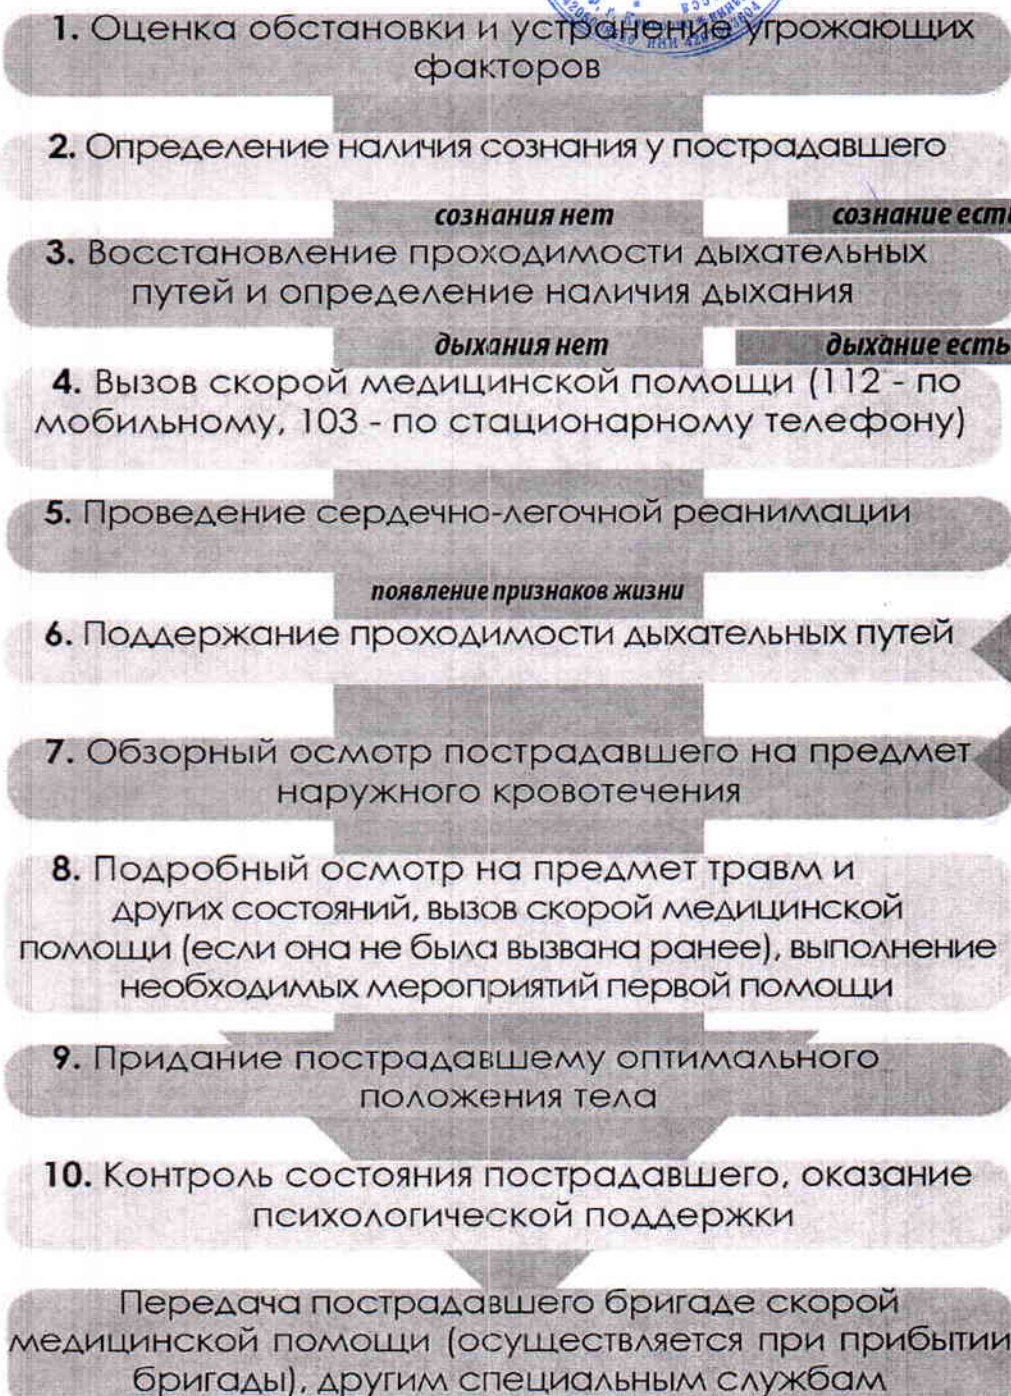 1. Оценка обстановки и устранение угрожающих
факторов
2. Определение наличия сознания у пострадавшего
сознания нет
сознание есть
3. Восстановление проходимости дыхательных
путей и определение наличия дыхания
дыхания нет
дыхание есть
4. Вызов скорой медицинской помощи (112 - по
мобильному, 103 - по стационарному телефону)
5. Проведение сердечно-легочной реанимации
появление признаков жизни
6. Поддержание проходимости дыхательных путей
7. Обзорный осмотр пострадавшего на предмет
наружного кровотечения
8. Подробный осмотр на предмет травм и
других состояний, вызов скорой медицинской
помощи (если она не была вызвана ранее), выполнение
необходимых мероприятий первой помощи
9. Придание пострадавшему оптимального
положения тела
10. Контроль состояния пострадавшего, оказание
психологической поддержки
Передача пострадавшего бригаде скорой
медицинской помощи (осуществляется при прибытии
бригады), другим специальным службам